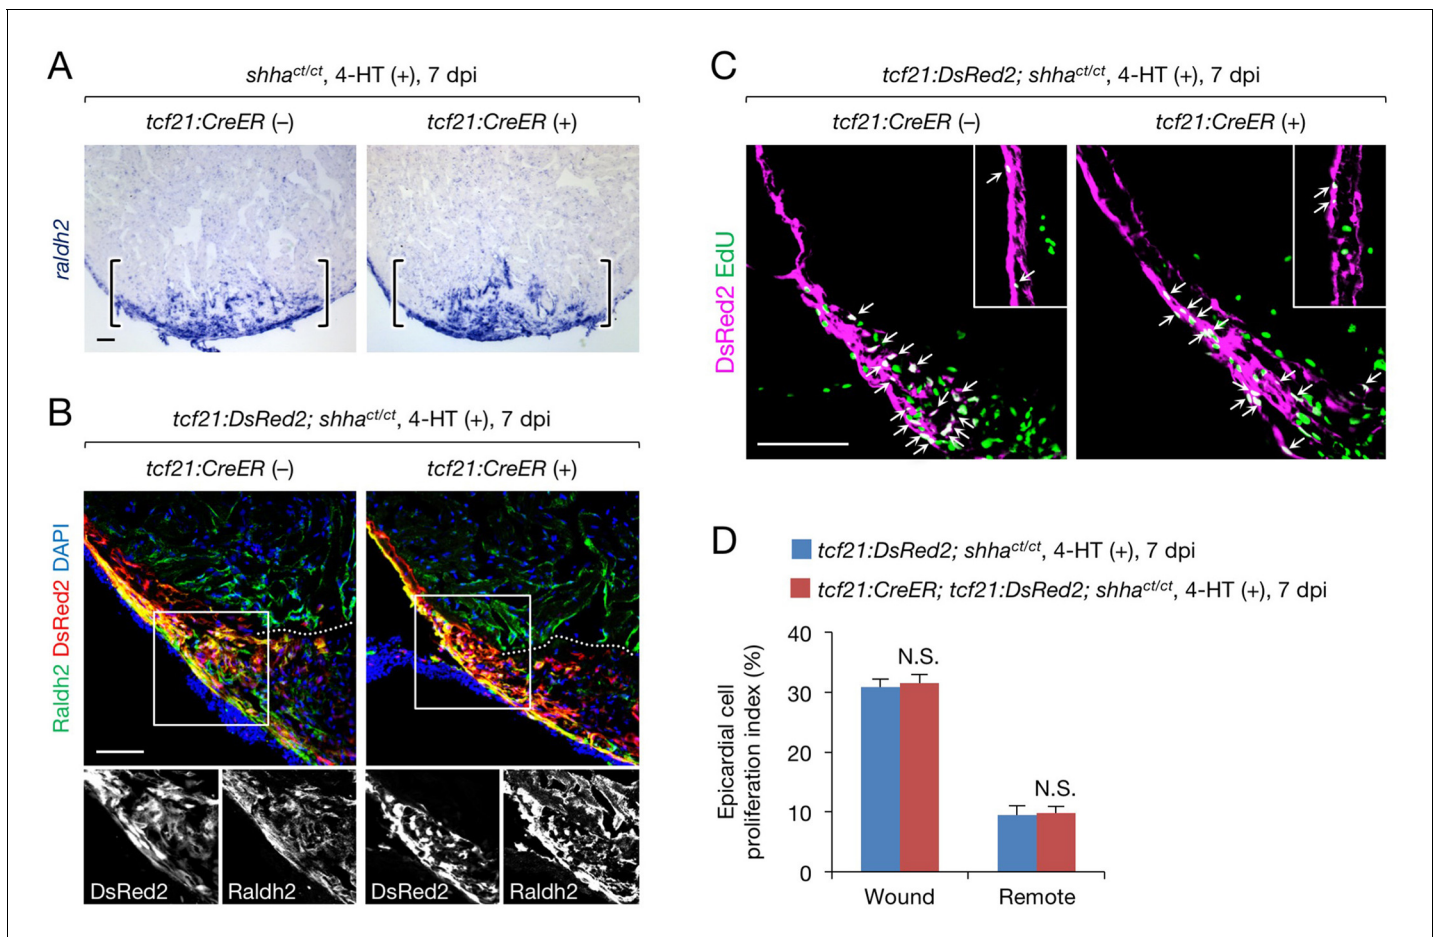 A
shha^ct/ct, 4-HT (+), 7 dpi
tcf21:CreER (–)
tcf21:CreER (+)
raldh2
B
tcf21:DsRed2; shha^ct/ct, 4-HT (+), 7 dpi
tcf21:CreER (–)
tcf21:CreER (+)
Raldh2 DsRed2 DAPI
DsRed2
Raldh2
DsRed2
Raldh2
C
tcf21:DsRed2; shha^ct/ct, 4-HT (+), 7 dpi
tcf21:CreER (–)
tcf21:CreER (+)
DsRed2 EdU
D
tcf21:DsRed2; shha^ct/ct, 4-HT (+), 7 dpi
tcf21:CreER; tcf21:DsRed2; shha^ct/ct, 4-HT (+), 7 dpi
Epicardial cell
proliferation index (%)
40
30
20
10
0
N.S.
N.S.
Wound
Remote